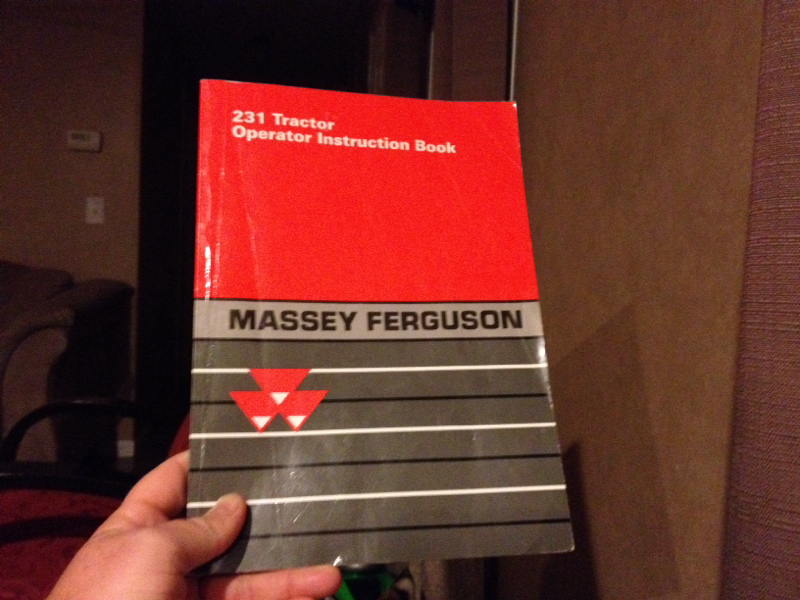 231 Tractor
Operator Instruction Book
MASSEY FERGUSON